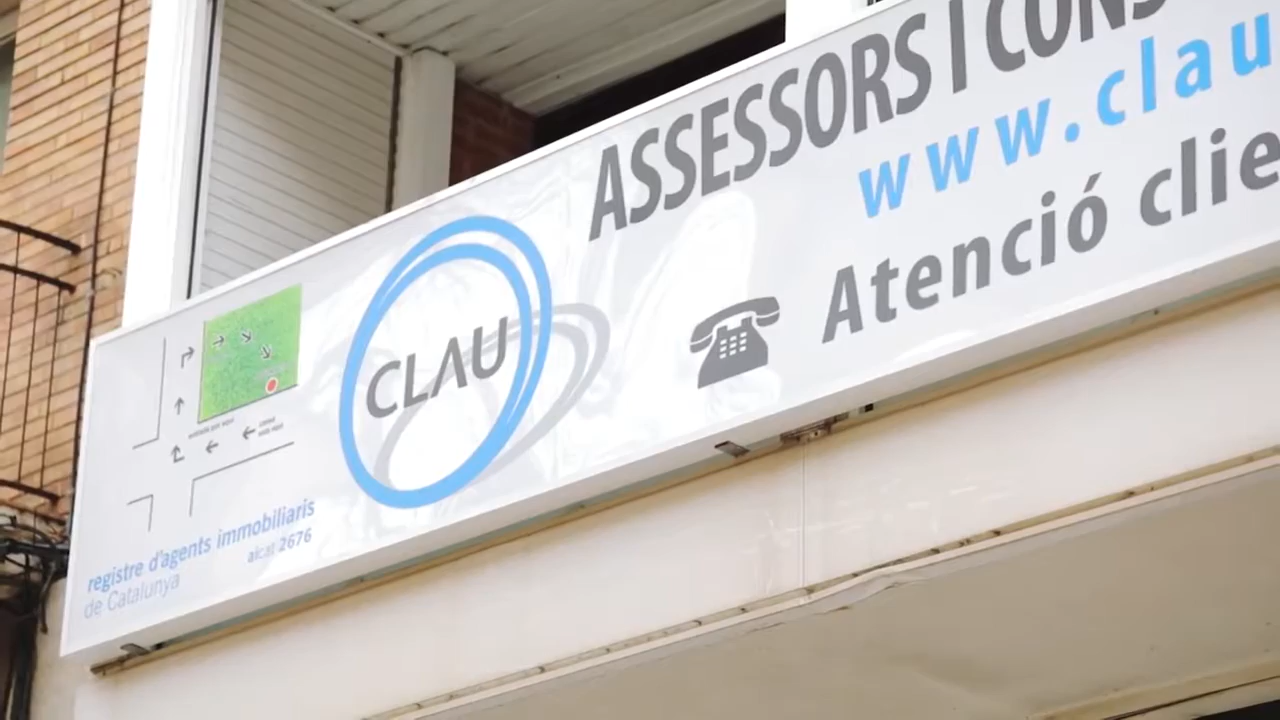 ASSESSORS I CONS
www.clau
Atenció clie
CLAU
registre d'agents immobiliaris
de Catalunya
aicat 2676